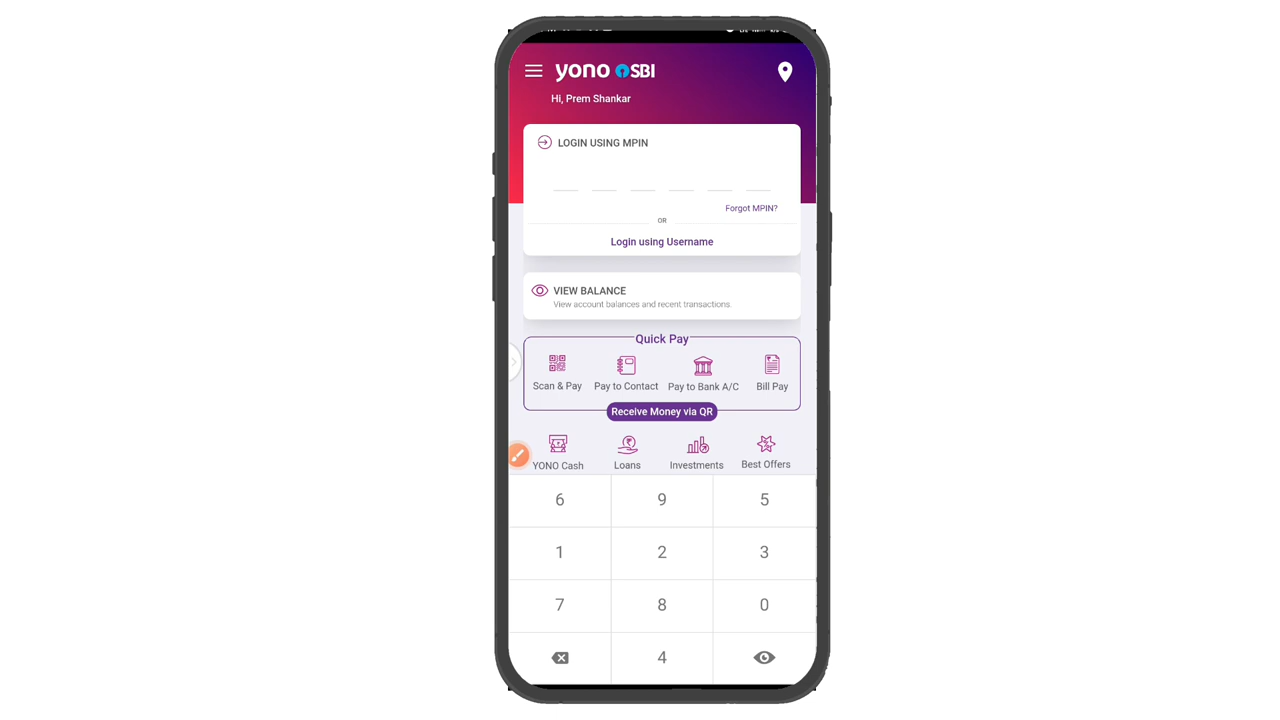 yono SBI
Hi, Prem Shankar
LOGIN USING MPIN
Forgot MPIN?
OR
Login using Username
VIEW BALANCE
View account balances and recent transactions.
Quick Pay
Scan & Pay Pay to Contact Pay to Bank A/C Bill Pay
Receive Money via QR
YONO Cash Loans Investments Best Offers
6 9 5
1 2 3
7 8 0
4